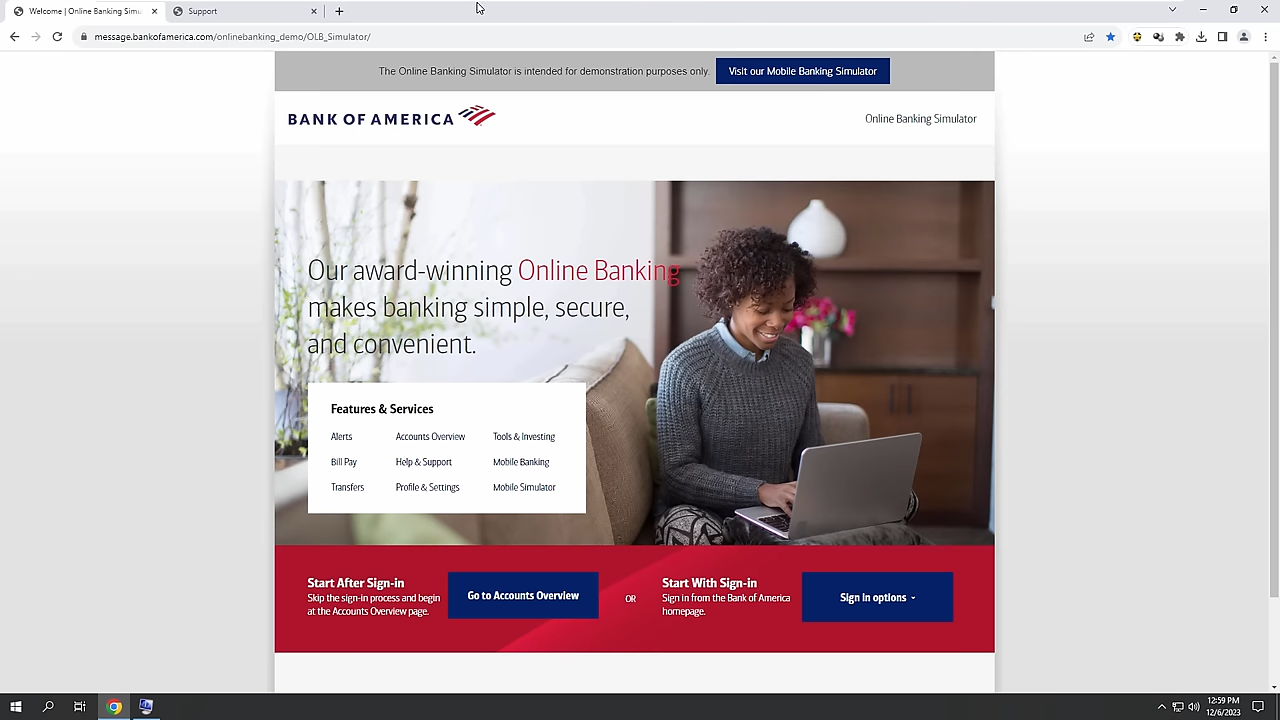 Welcome | Online Banking Simu
Support
message.bankofamerica.com/onlinebanking_demo/OLB_Simulator/
The Online Banking Simulator is intended for demonstration purposes only.
Visit our Mobile Banking Simulator
BANK OF AMERICA
Online Banking Simulator
Our award-winning Online Banking
makes banking simple, secure,
and convenient.
Features & Services
Alerts Accounts Overview Tools & Investing
Bill Pay Help & Support Mobile Banking
Transfers Profile & Settings Mobile Simulator
Start After Sign-in
Skip the sign-in process and begin
at the Accounts Overview page.
Go to Accounts Overview
OR
Start With Sign-in
Sign in from the Bank of America
homepage.
Sign In options
12:59 PM
12/6/2023